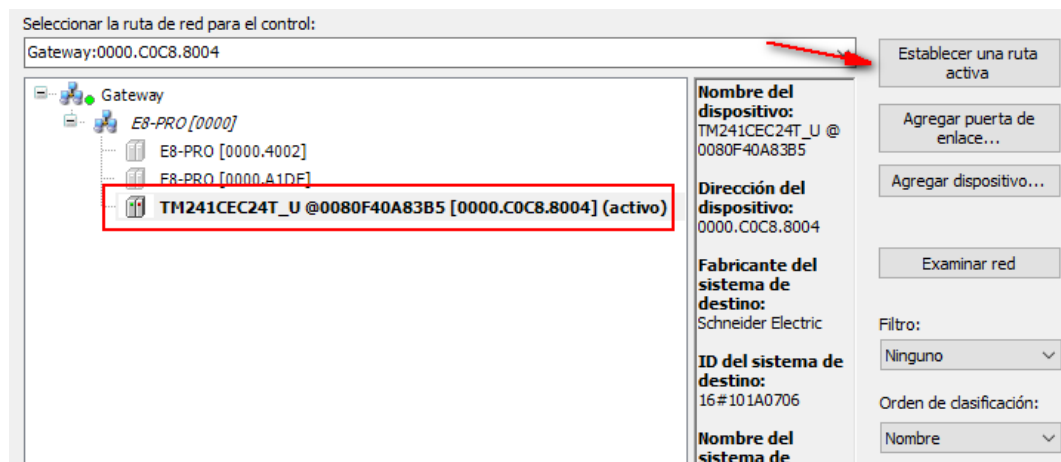 Seleccionar la ruta de red para el control:
Gateway:0000.C0C8.8004
Gateway
E8-PRO [0000]
E8-PRO [0000.4002]
E8-PRO [0000.A1DF]
TM241CEC24T_U @0080F40A83B5 [0000.C0C8.8004] (activo)
Nombre del
dispositivo:
TM241CEC24T_U @
0080F40A83B5
Dirección del
dispositivo:
0000.C0C8.8004
Fabricante del
sistema de
destino:
Schneider Electric
ID del sistema de
destino:
16#101A0706
Nombre del
sistema de
Establecer una ruta
activa
Agregar puerta de
enlace...
Agregar dispositivo...
Examinar red
Filtro:
Ninguno
Orden de clasificación:
Nombre